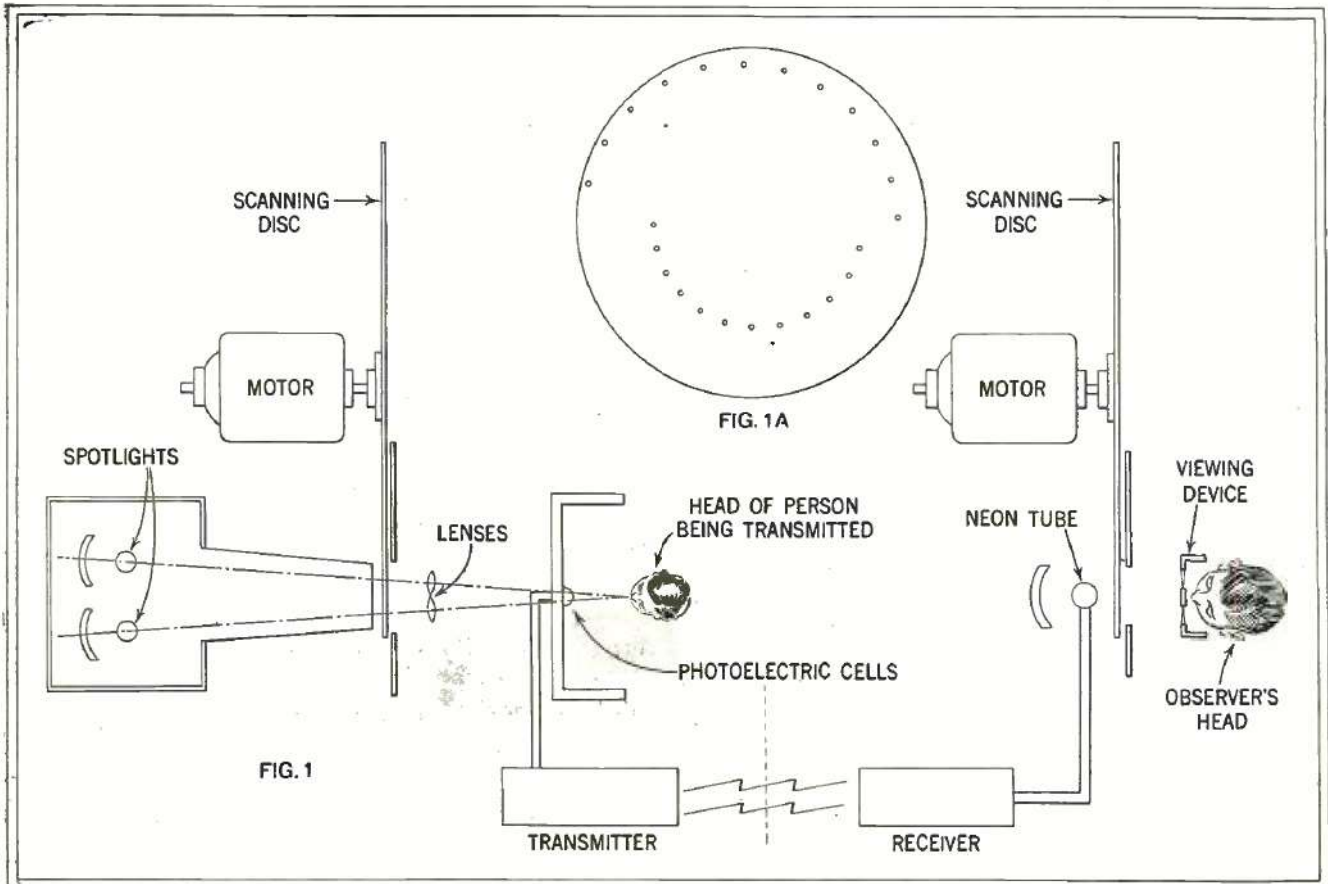 SCANNING
DISC
SCANNING
DISC
MOTOR
FIG. 1A
MOTOR
SPOTLIGHTS
LENSES
HEAD OF PERSON
BEING TRANSMITTED
NEON TUBE
VIEWING
DEVICE
PHOTOELECTRIC CELLS
OBSERVER'S
HEAD
FIG. 1
TRANSMITTER
RECEIVER